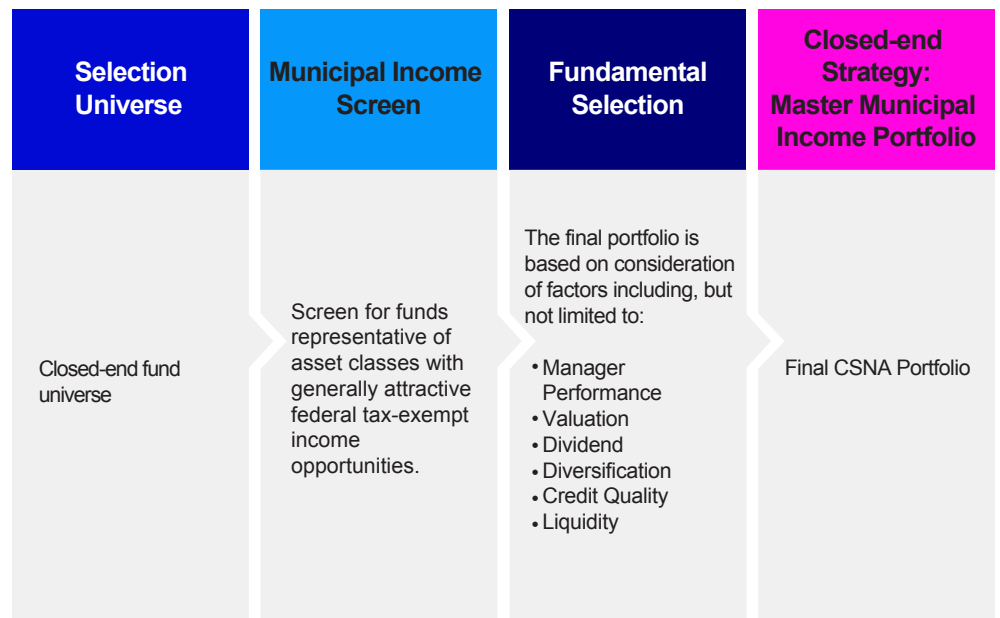 Selection
Universe
Municipal Income
Screen
Fundamental
Selection
Closed-end
Strategy:
Master Municipal
Income Portfolio
Closed-end fund
universe
Screen for funds
representative of
asset classes with
generally attractive
federal tax-exempt
income
opportunities.
The final portfolio is
based on consideration
of factors including, but
not limited to:
• Manager
Performance
• Valuation
• Dividend
• Diversification
• Credit Quality
• Liquidity
Final CSNA Portfolio